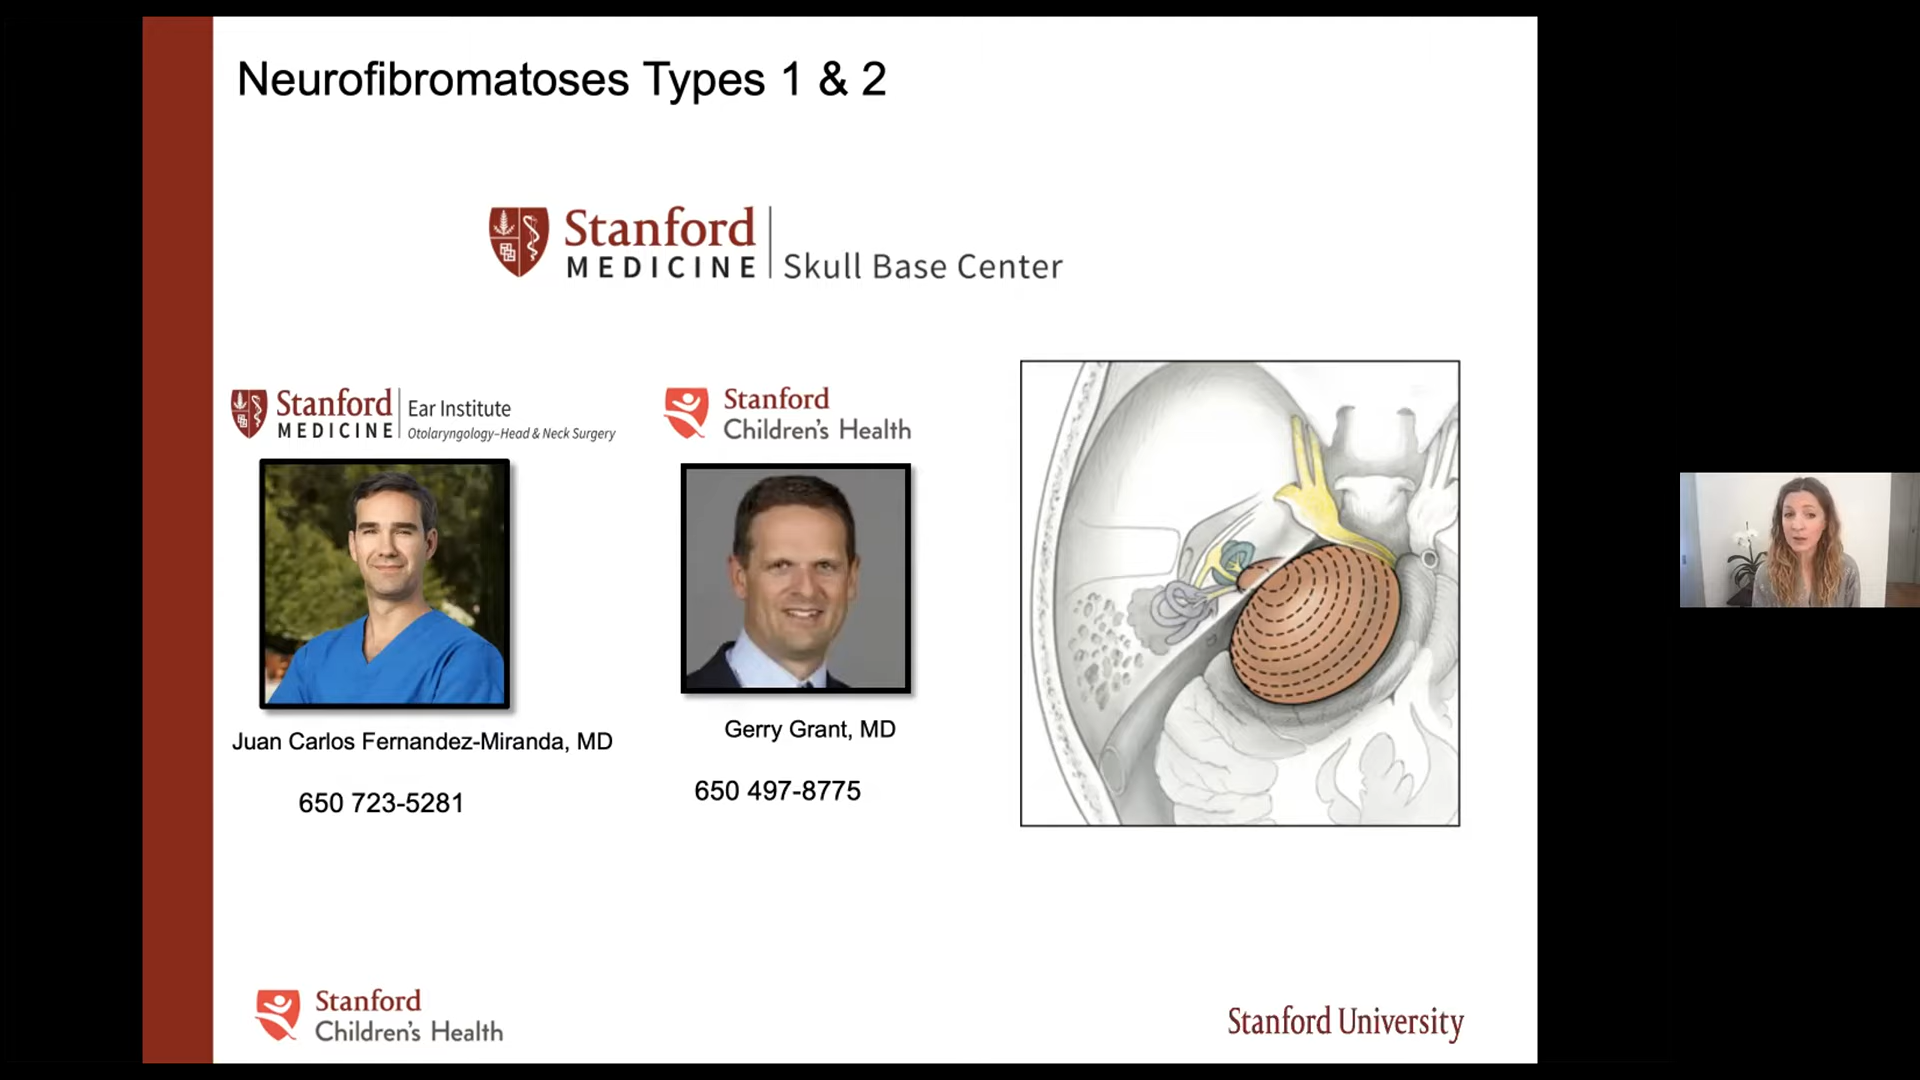 Neurofibromatoses Types 1 & 2
Stanford
MEDICINE
Skull Base Center
Stanford
MEDICINE
Ear Institute
Otolaryngology–Head & Neck Surgery
Stanford
Children's Health
Juan Carlos Fernandez-Miranda, MD
650 723-5281
Gerry Grant, MD
650 497-8775
Stanford
Children's Health
Stanford University